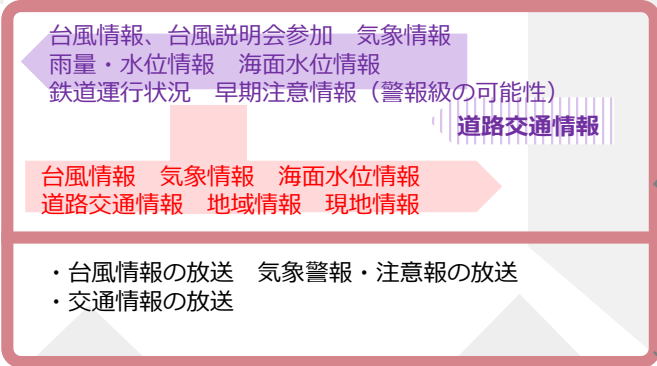 台風情報、台風説明会参加　気象情報
雨量・水位情報　海面水位情報
鉄道運行状況　早期注意情報（警報級の可能性）
道路交通情報
台風情報　気象情報　海面水位情報
道路交通情報　地域情報　現地情報
・台風情報の放送　気象警報・注意報の放送
・交通情報の放送